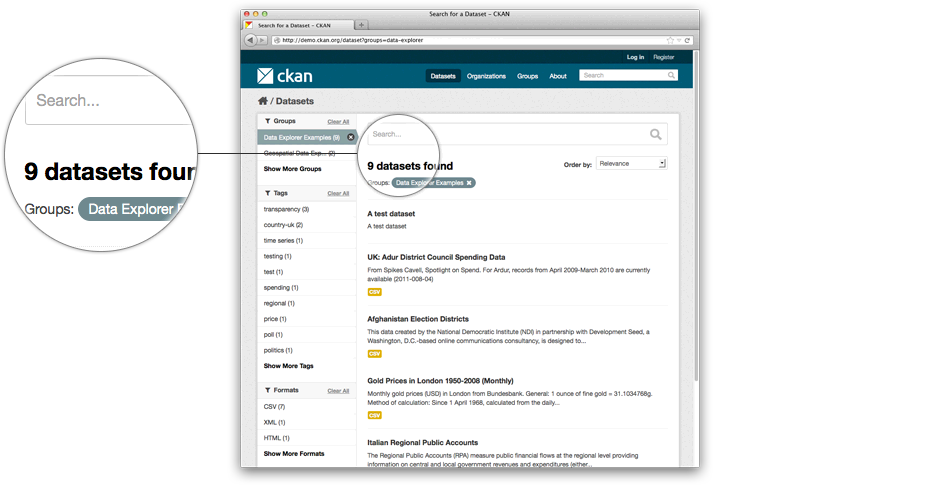 Search for a Dataset – CKAN
Search for a Dataset – CKAN
http://demo.ckan.org/dataset?groups=data-explorer
Log in Register
ckan
Datasets Organizations Groups About Search
/ Datasets
Groups Clear All
Data Explorer Examples (9)
Geospatial Data Exp... (2)
Show More Groups
Tags Clear All
transparency (3)
country-uk (2)
time series (1)
testing (1)
test (1)
spending (1)
regional (1)
price (1)
poll (1)
politics (1)
Show More Tags
Formats Clear All
CSV (7)
XML (1)
HTML (1)
Show More Formats
Search...
9 datasets found
Order by: Relevance
Groups: Data Explorer Examples
A test dataset
A test dataset
UK: Adur District Council Spending Data
From Spikes Cavell, Spotlight on Spend. For Ardur, records from April 2009-March 2010 are currently
available (2011-008-04)
CSV
Afghanistan Election Districts
This data created by the National Democratic Institute (NDI) in partnership with Development Seed, a
Washington, D.C.-based online communications consultancy, is designed to...
CSV
Gold Prices in London 1950-2008 (Monthly)
Monthly gold prices (USD) in London from Bundesbank. General: 1 ounce of fine gold = 31.1034768g.
Method of calculation: Since 1 April 1968, calculated from the daily...
CSV
Italian Regional Public Accounts
The Regional Public Accounts (RPA) measure public financial flows at the regional level providing
information on central and local government revenues and expenditures (either...
Search...
9 datasets four
Groups: Data Explorer